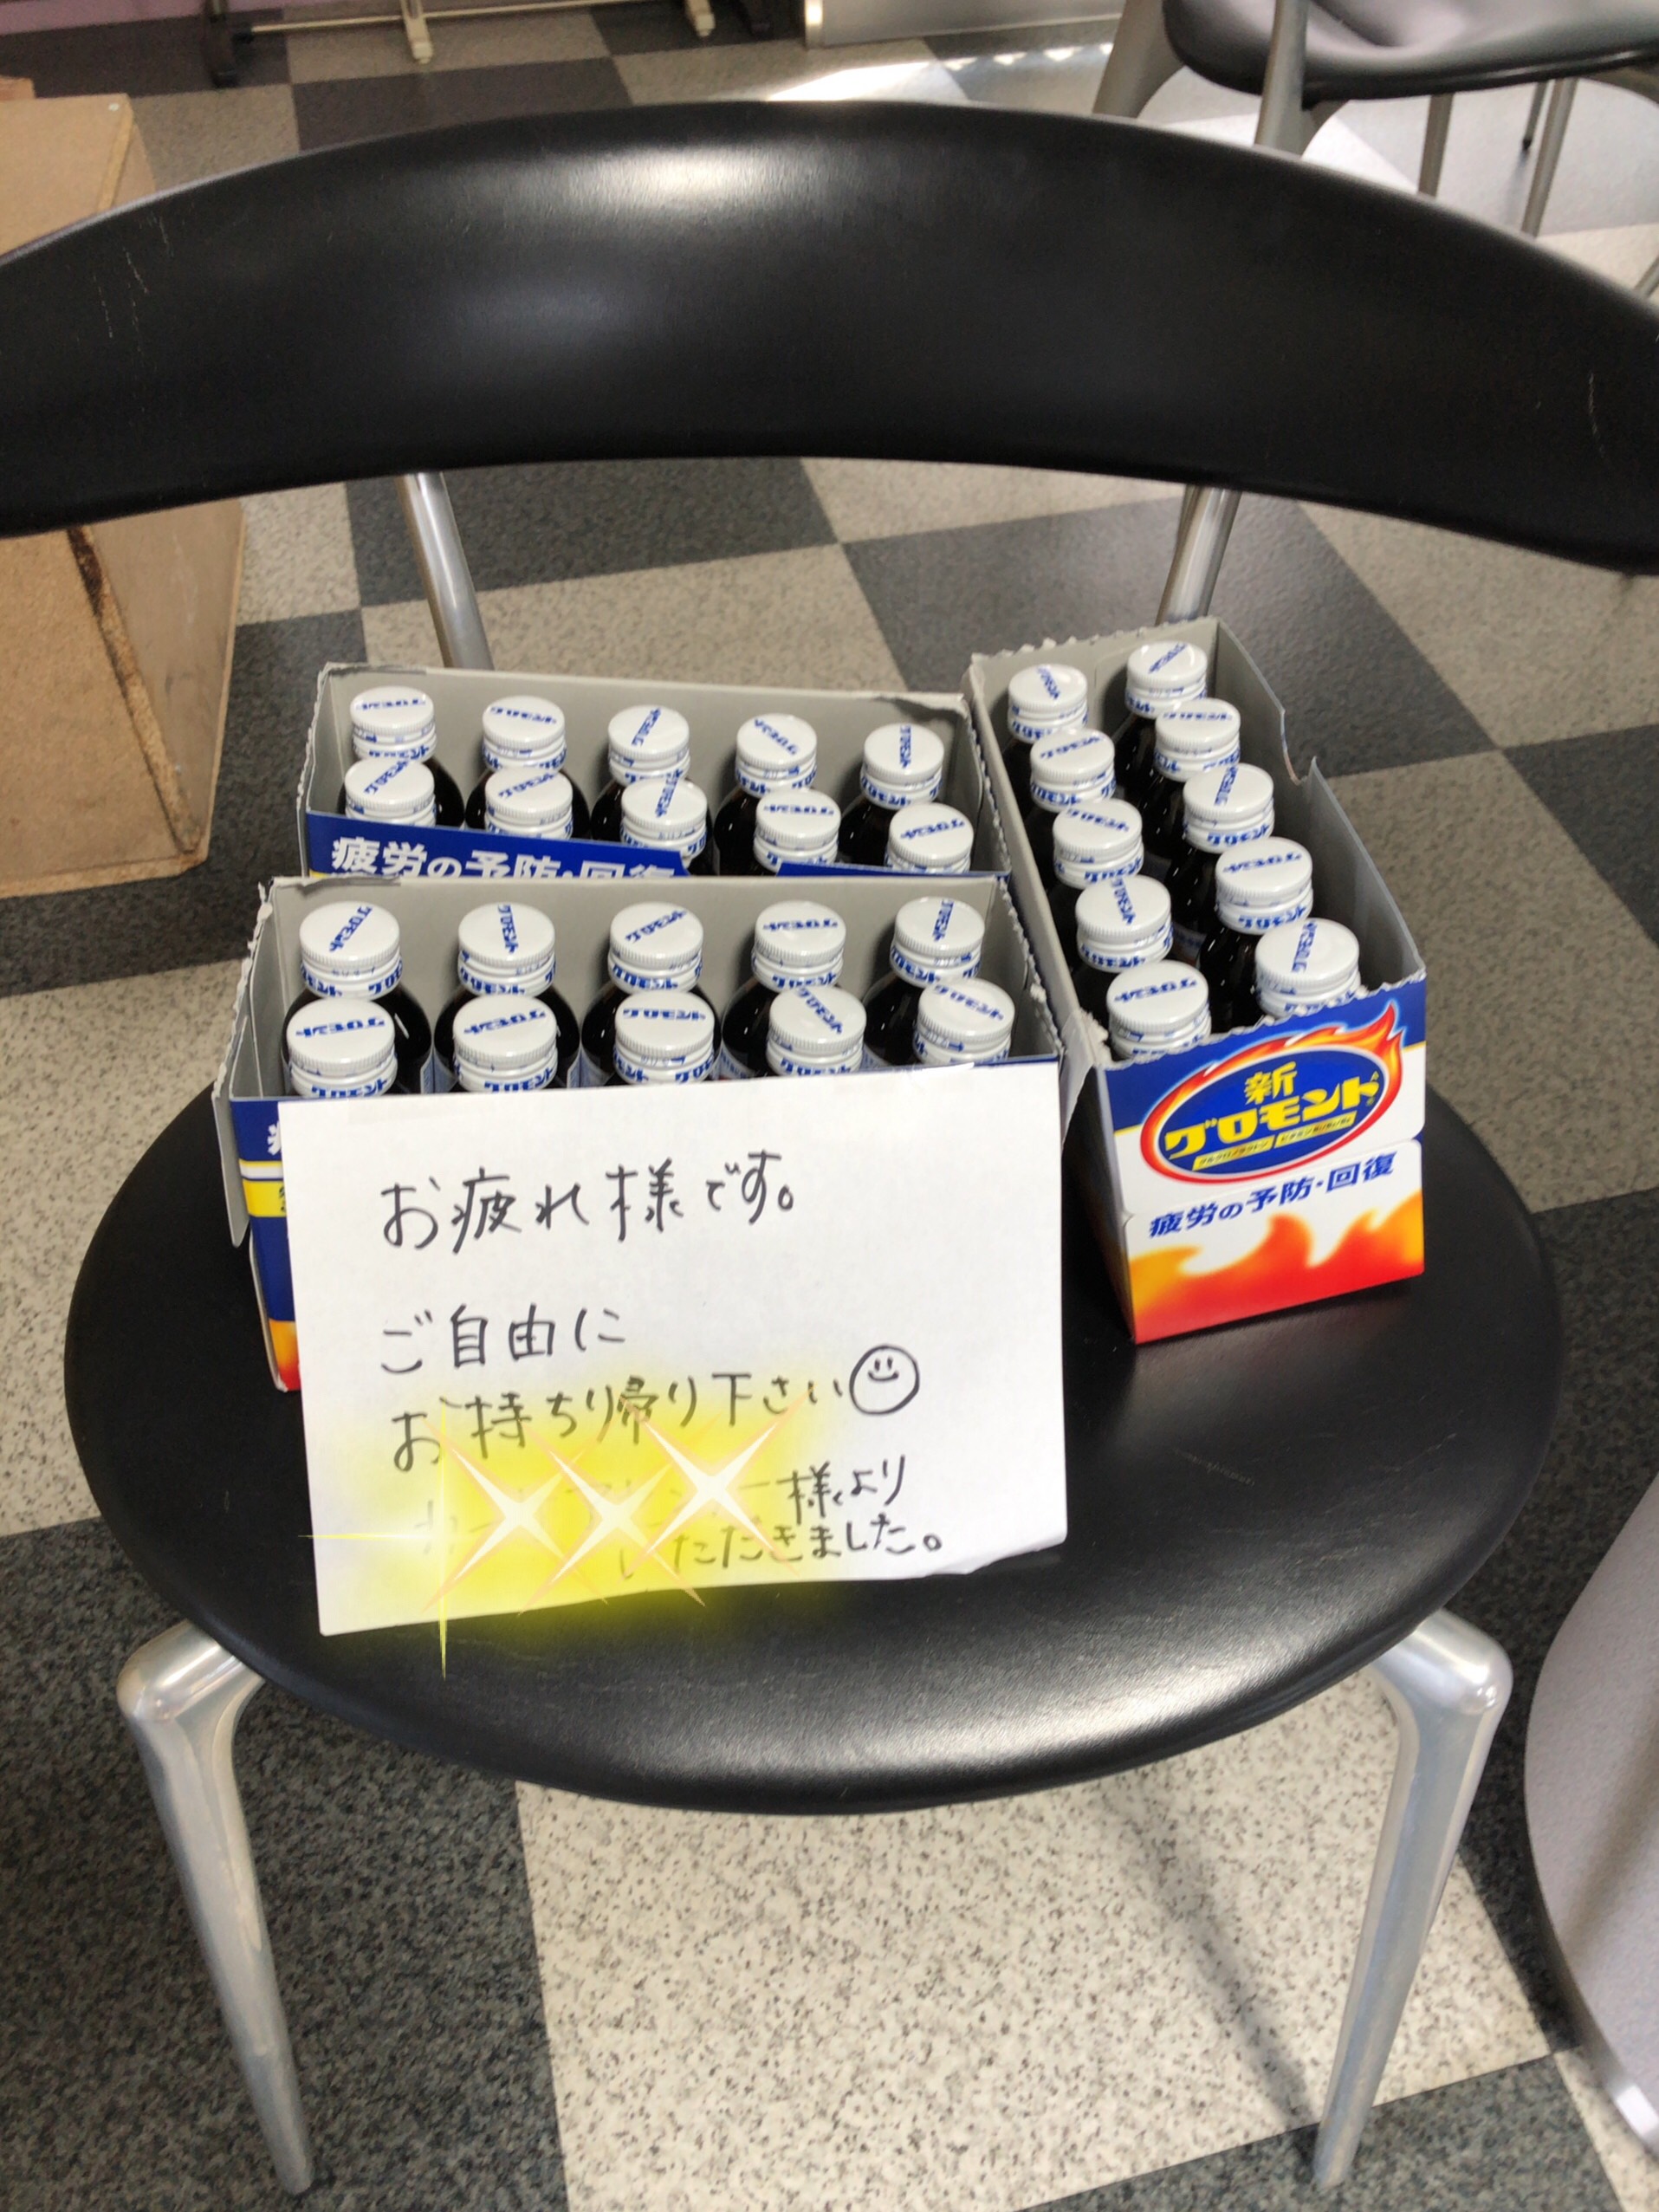 疲労の予防・回復
新
グロモント
疲労の予防・回復
お疲れ様です。
ご自由に
お持ち帰り下さい
様より
いただきました。